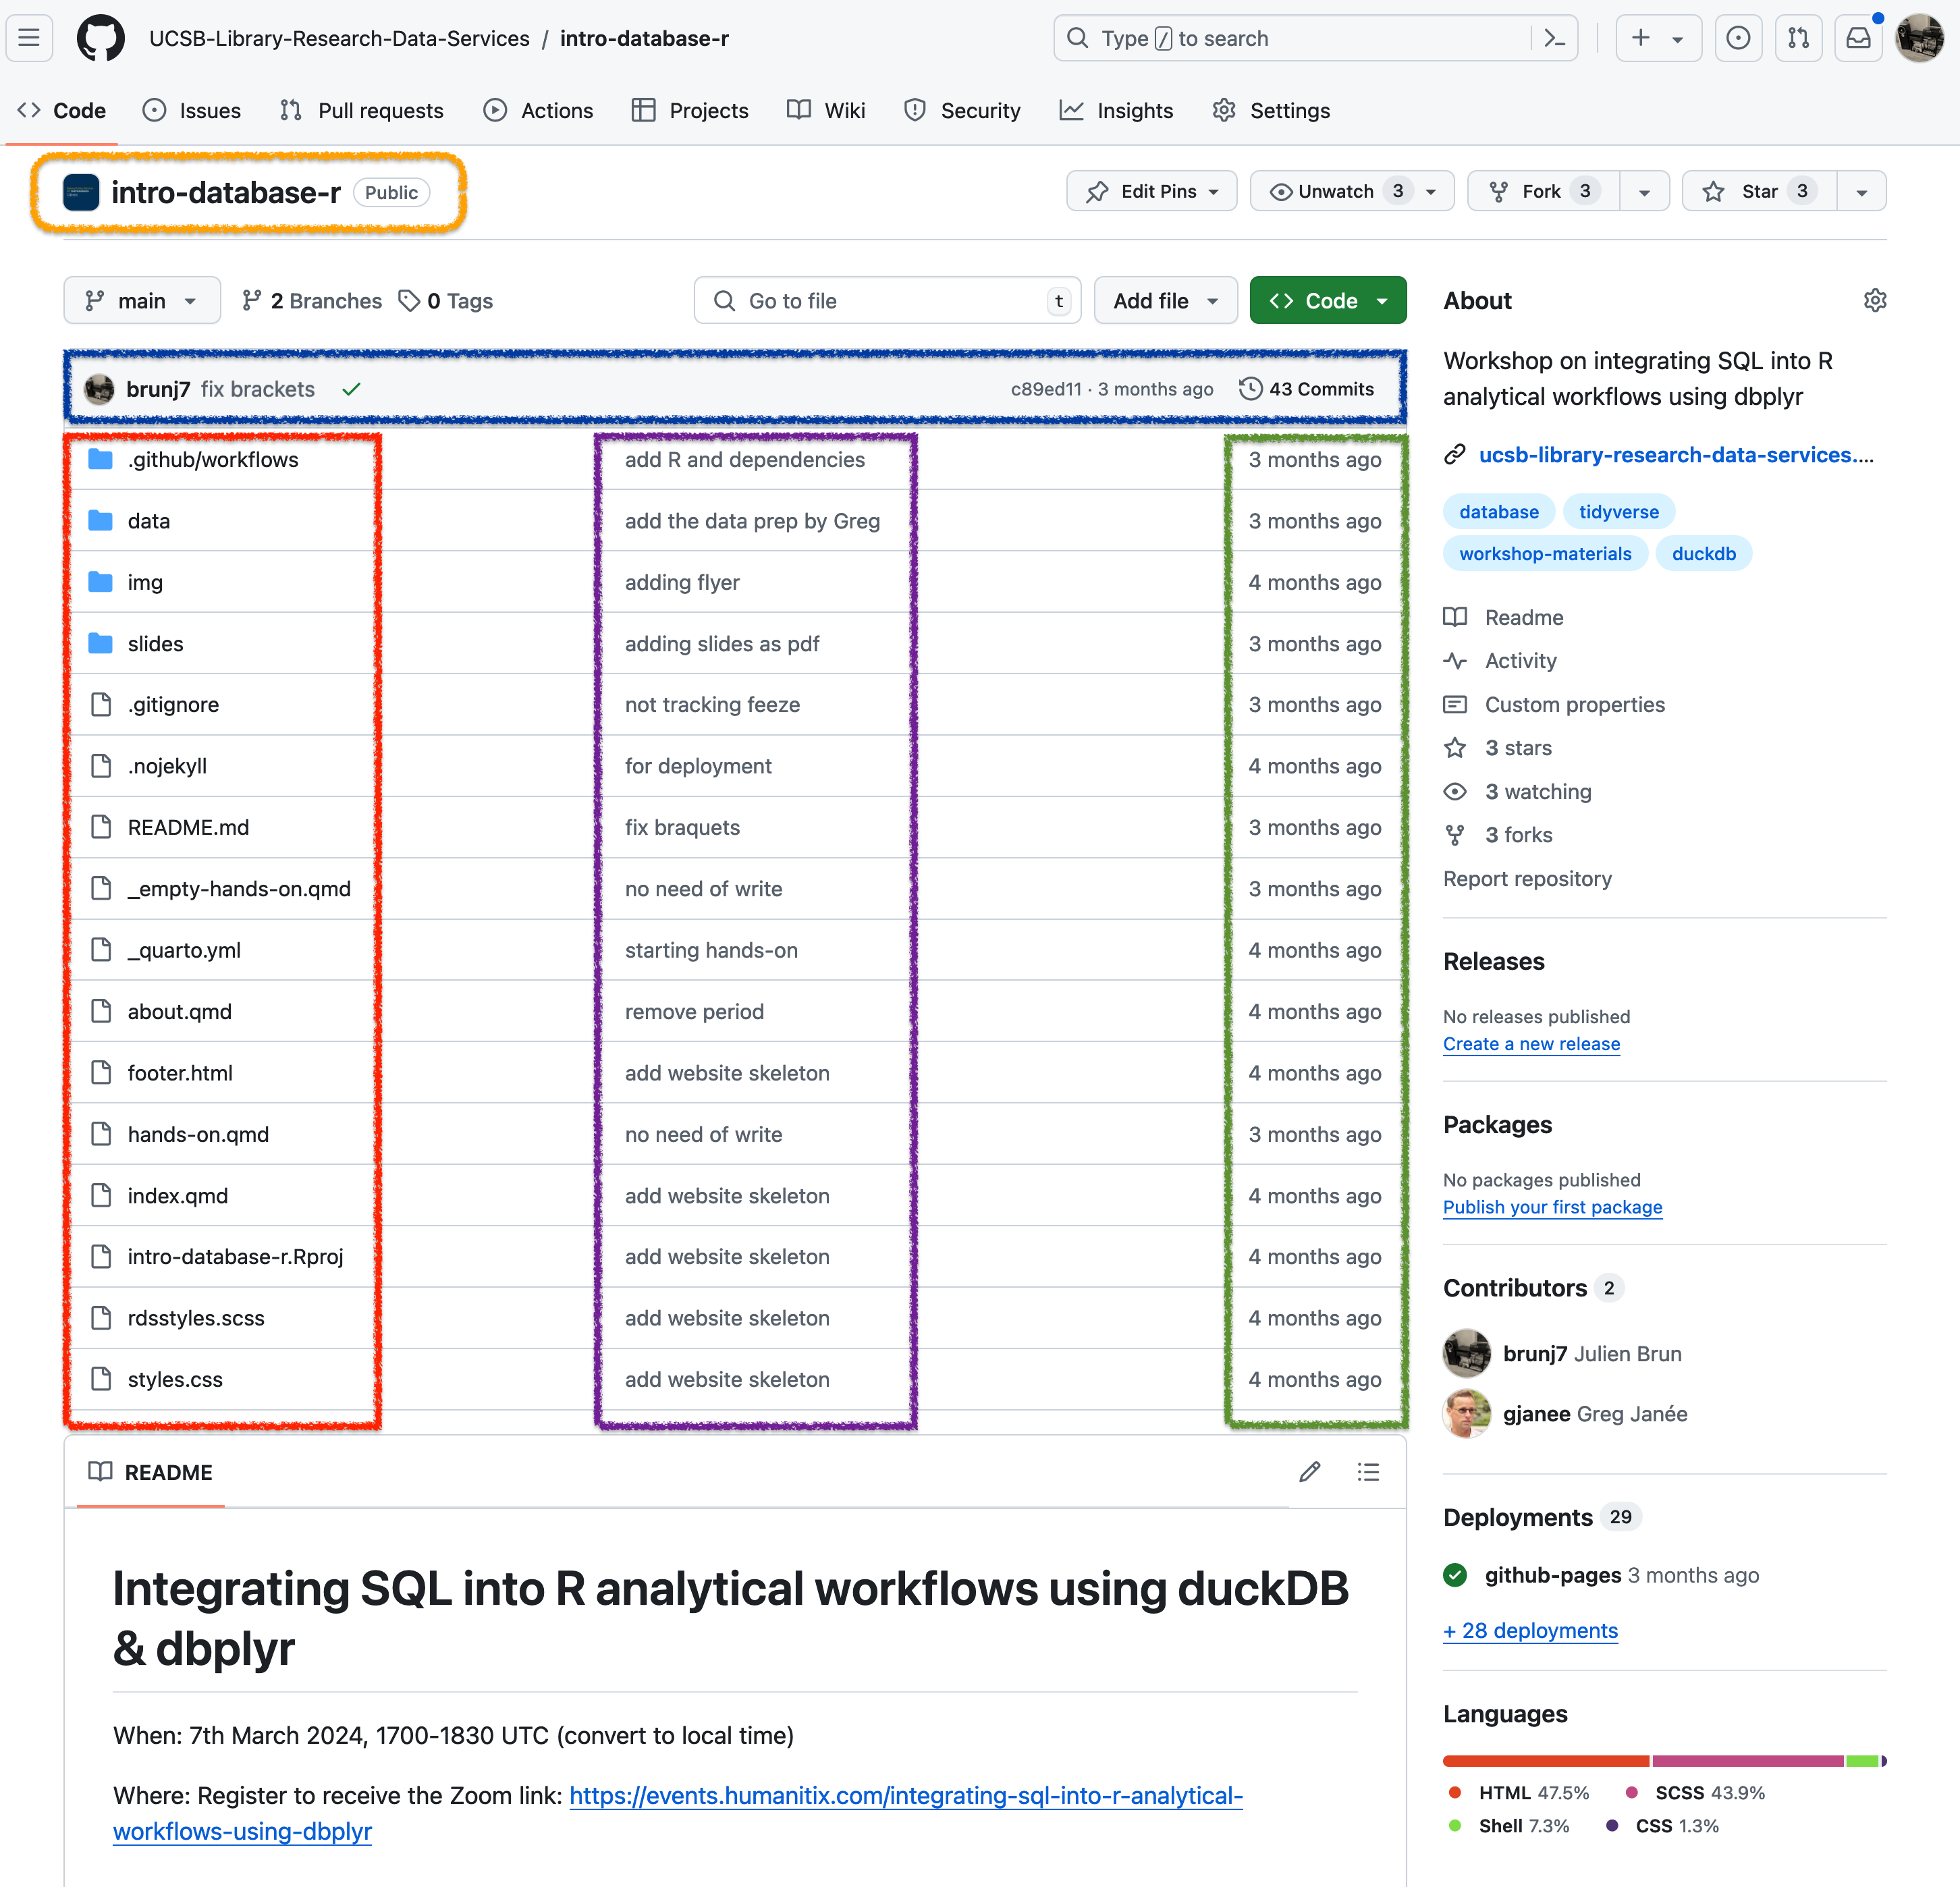 UCSB-Library-Research-Data-Services / intro-database-r
Type / to search
Code Issues Pull requests Actions Projects Wiki Security Insights Settings
intro-database-r Public
Edit Pins Unwatch 3 Fork 3 Star 3
main 2 Branches 0 Tags
Go to file t Add file Code
brunj7 fix brackets c89ed11 · 3 months ago 43 Commits
.github/workflows add R and dependencies 3 months ago
data add the data prep by Greg 3 months ago
img adding flyer 4 months ago
slides adding slides as pdf 3 months ago
.gitignore not tracking feeze 3 months ago
.nojekyll for deployment 4 months ago
README.md fix braquets 3 months ago
_empty-hands-on.qmd no need of write 3 months ago
_quarto.yml starting hands-on 4 months ago
about.qmd remove period 4 months ago
footer.html add website skeleton 4 months ago
hands-on.qmd no need of write 3 months ago
index.qmd add website skeleton 4 months ago
intro-database-r.Rproj add website skeleton 4 months ago
rdsstyles.scss add website skeleton 4 months ago
styles.css add website skeleton 4 months ago
README
Integrating SQL into R analytical workflows using duckDB
& dbplyr
When: 7th March 2024, 1700-1830 UTC (convert to local time)
Where: Register to receive the Zoom link: https://events.humanitix.com/integrating-sql-into-r-analytical-
workflows-using-dbplyr
About
Workshop on integrating SQL into R
analytical workflows using dbplyr
ucsb-library-research-data-services....
database tidyverse
workshop-materials duckdb
Readme
Activity
Custom properties
3 stars
3 watching
3 forks
Report repository
Releases
No releases published
Create a new release
Packages
No packages published
Publish your first package
Contributors 2
brunj7 Julien Brun
gjanee Greg Janée
Deployments 29
github-pages 3 months ago
+ 28 deployments
Languages
HTML 47.5% SCSS 43.9%
Shell 7.3% CSS 1.3%